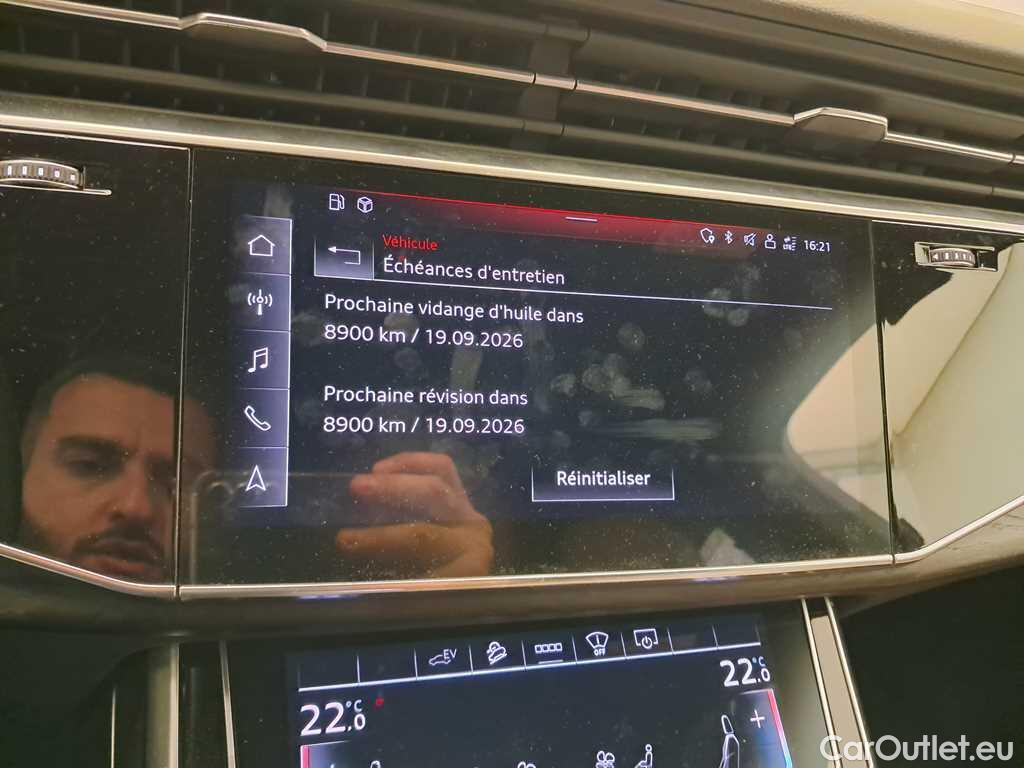 LTE
16:21
Véhicule
Échéances d'entretien
Prochaine vidange d'huile dans
8900 km / 19.09.2026
Prochaine révision dans
8900 km / 19.09.2026
Réinitialiser
EV
OFF
22.0 °C
22.0 °C
CarOutlet.eu